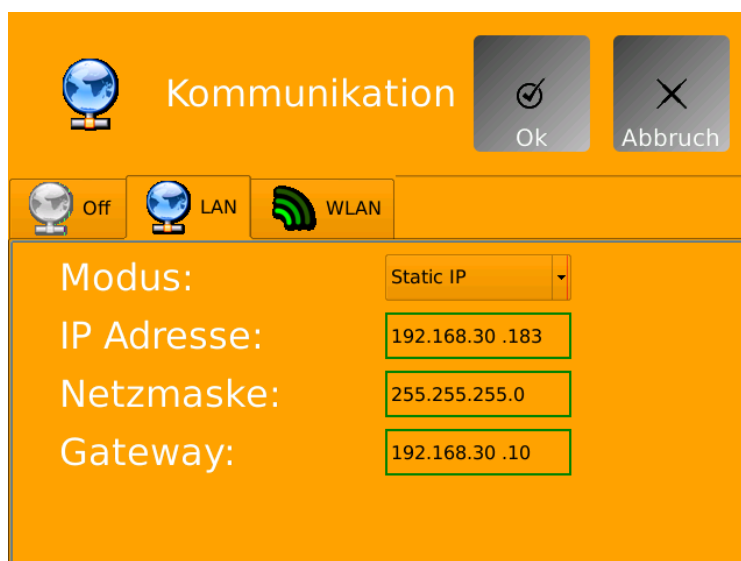 Kommunikation
Ok
Abbruch
Off
LAN
WLAN
Modus:
Static IP
IP Adresse:
192.168.30 .183
Netzmaske:
255.255.255.0
Gateway:
192.168.30 .10